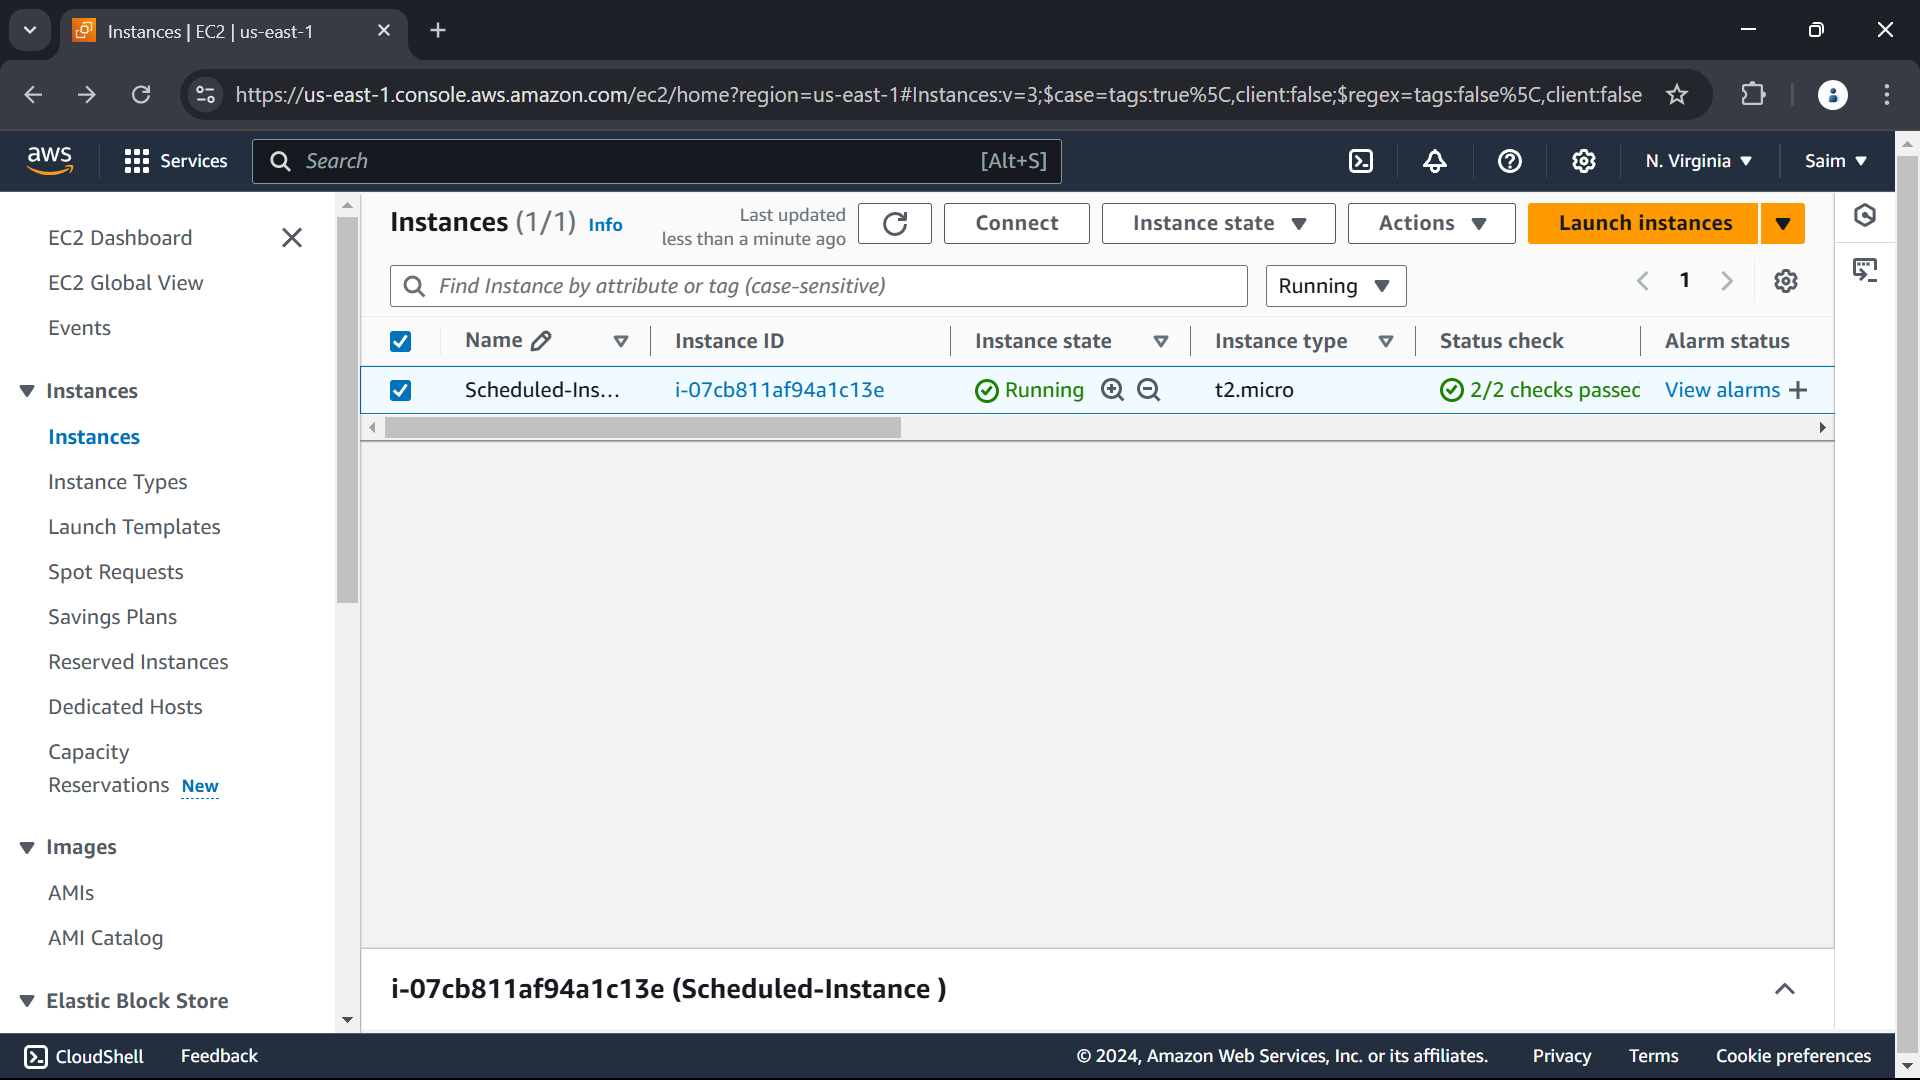 Instances | EC2 | us-east-1
https://us-east-1.console.aws.amazon.com/ec2/home?region=us-east-1#Instances:v=3;$case=tags:true%5C,client:false;$regex=tags:false%5C,client:false
aws
Services
Search
[Alt+S]
N. Virginia
Saim
EC2 Dashboard
EC2 Global View
Events
Instances
Instances
Instance Types
Launch Templates
Spot Requests
Savings Plans
Reserved Instances
Dedicated Hosts
Capacity
Reservations New
Images
AMIs
AMI Catalog
Elastic Block Store
Instances (1/1) Info
Last updated
less than a minute ago
Connect
Instance state
Actions
Launch instances
Find Instance by attribute or tag (case-sensitive)
Running
1
Name Instance ID Instance state Instance type Status check Alarm status
Scheduled-Ins... i-07cb811af94a1c13e Running t2.micro 2/2 checks passec View alarms
i-07cb811af94a1c13e (Scheduled-Instance )
CloudShell Feedback © 2024, Amazon Web Services, Inc. or its affiliates. Privacy Terms Cookie preferences